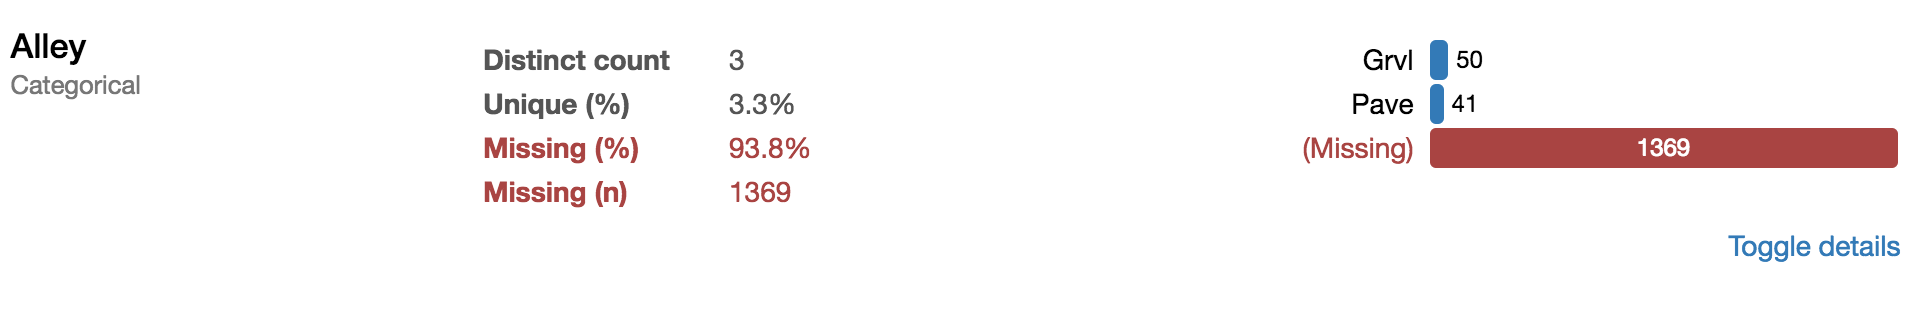 Alley
Categorical
Distinct count 3
Unique (%) 3.3%
Missing (%) 93.8%
Missing (n) 1369
Grvl 50
Pave 41
(Missing) 1369
Toggle details